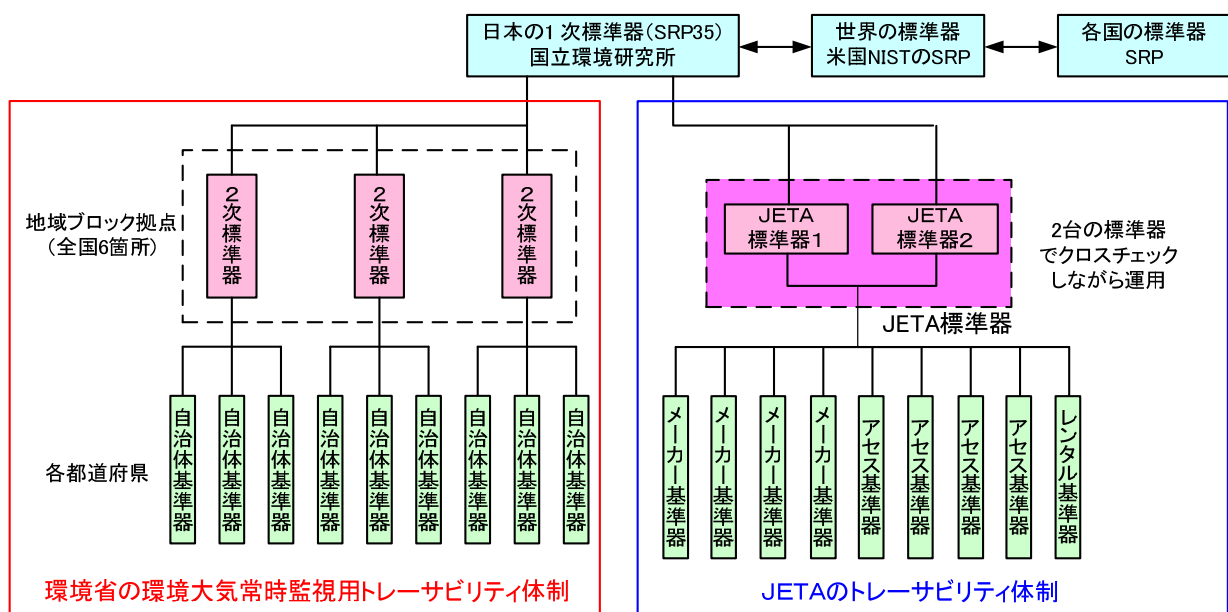 日本の1次標準器(SRP35)
国立環境研究所
世界の標準器
米国NISTのSRP
各国の標準器
SRP
地域ブロック拠点
(全国6箇所)
2次標準器
2次標準器
2次標準器
JETA
標準器1
JETA
標準器2
2台の標準器
でクロスチェック
しながら運用
JETA標準器
各都道府県
自治体基準器
自治体基準器
自治体基準器
自治体基準器
自治体基準器
自治体基準器
自治体基準器
自治体基準器
自治体基準器
メーカー基準器
メーカー基準器
メーカー基準器
メーカー基準器
アセス基準器
アセス基準器
アセス基準器
アセス基準器
レンタル基準器
環境省の環境大気常時監視用トレーサビリティ体制
JETAのトレーサビリティ体制